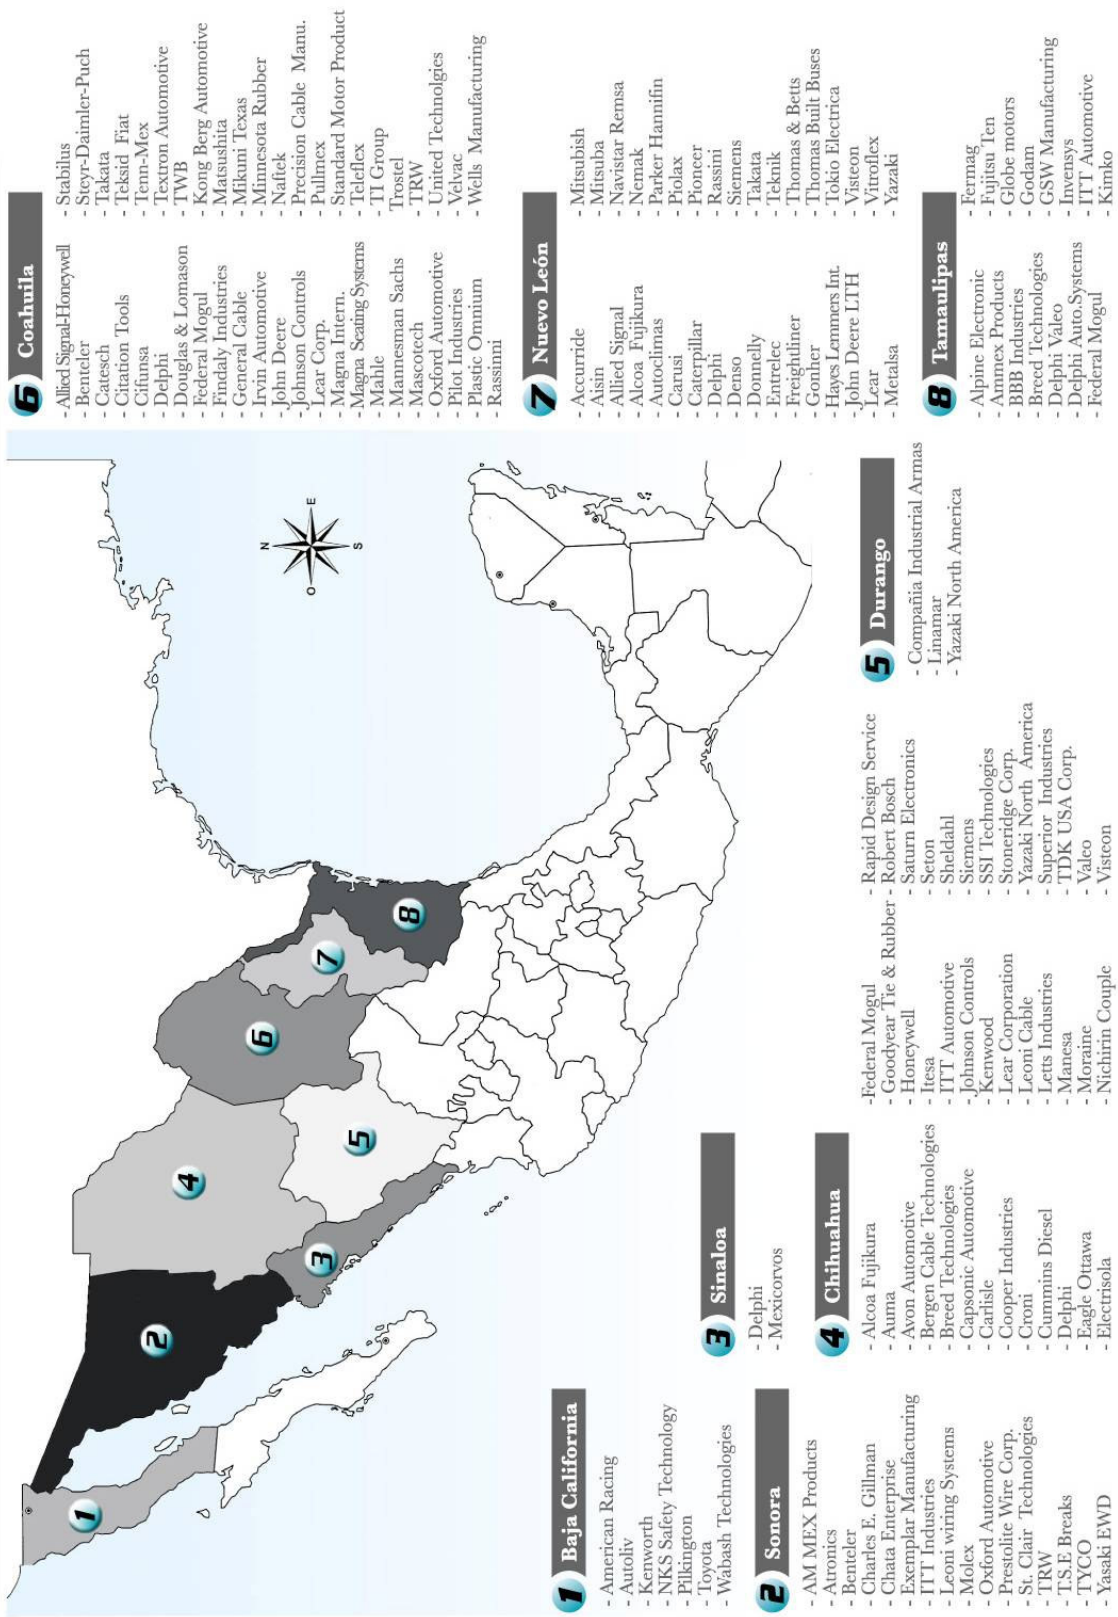 1 Baja California
- American Racing
- Autoliv
- Kenworth
- NKS Safety Technology
- Pilkington
- Toyota
- Wabash Technologies
2 Sonora
- AM MEX Products
- Atronics
- Benteler
- Charles E. Gillman
- Chata Enterprise
- Exemplar Manufacturing
- ITT Industries
- Leoni wiring Systems
- Molex
- Oxford Automotive
- Prestolite Wire Corp.
- St. Clair Technologies
- TRW
- T.S.E Breaks
- TYCO
- Yasaki EWD
3 Sinaloa
- Delphi
- Mexicorvos
4 Chihuahua
- Alcoa Fujikura
- Auma
- Avon Automotive
- Bergen Cable Technologies
- Breed Technologies
- Capsonic Automotive
- Carlisle
- Cooper Industries
- Croni
- Cummins Diesel
- Delphi
- Eagle Ottawa
- Electrisola
-Federal Mogul
- Goodyear Tie & Rubber
- Honeywell
- Itesa
- ITT Automotive
- Johnson Controls
- Kenwood
- Lear Corporation
- Leoni Cable
- Letts Industries
- Manesa
- Moraine
- Nichirin Couple
- Rapid Design Service
- Robert Bosch
- Saturn Electronics
- Seton
- Sheldahl
- Siemens
- SSI Technologies
- Stoneridge Corp.
- Yazaki North America
- Superior Industries
- TDK USA Corp.
- Valeo
- Visteon
5 Durango
- Compañia Industrial Armas
- Linamar
- Yazaki North America
6 Coahuila
- Allied Signal-Honeywell
- Benteler
- Catesch
- Citation Tools
- Cifunsa
- Delphi
- Douglas & Lomason
- Federal Mogul
- Findaly Industries
- General Cable
- Irvin Automotive
- John Deere
- Johnson Controls
- Lear Corp.
- Magna Intern.
- Magna Seating Systems
- Mahle
- Mannesman Sachs
- Mascotech
- Oxford Automotive
- Pilot Industries
- Plastic Omnium
- Rassinni
- Stabilus
- Steyr-Daimler-Puch
- Takata
- Teksid Fiat
- Tenn-Mex
- Textron Automotive
- TWB
- Kong Berg Automotive
- Matsushita
- Mikuni Texas
- Minnesota Rubber
- Nafiek
- Precision Cable Manu.
- Pullmex
- Standard Motor Product
- Teleflex
- TI Group
Trostel
- TRW
- United Technolgies
- Velvac
- Wells Manufacturing
7 Nuevo León
- Accurride
- Aisin
- Allied Signal
- Alcoa Fujikura
- Autoclimas
- Carusi
- Caterpillar
- Delphi
- Denso
- Donnelly
- Entrelec
- Freightliner
- Gonher
- Hayes Lemmers Int.
- John Deere LTH
- Lear
- Metalsa
- Mitsubish
- Mitsuba
- Navistar Remsa
- Nemak
- Parker Hannifin
- Piolax
- Pioneer
- Rassini
- Siemens
- Takata
- Teknik
- Thomas & Betts
- Thomas Built Buses
- Tokio Electrica
- Visteon
- Vitroflex
- Yazaki
8 Tamaulipas
- Alpine Electronic
- Ammex Products
- BBB Industries
- Breed Technologies
- Delphi Valeo
- Delphi Auto.Systems
- Federal Mogul
- Fermag
- Fujitsu Ten
- Globe motors
- Godam
- GSW Manufacturing
- Invensys
- ITT Automotive
- Kimko
1
2
3
4
5
6
7
8
N
O E
S